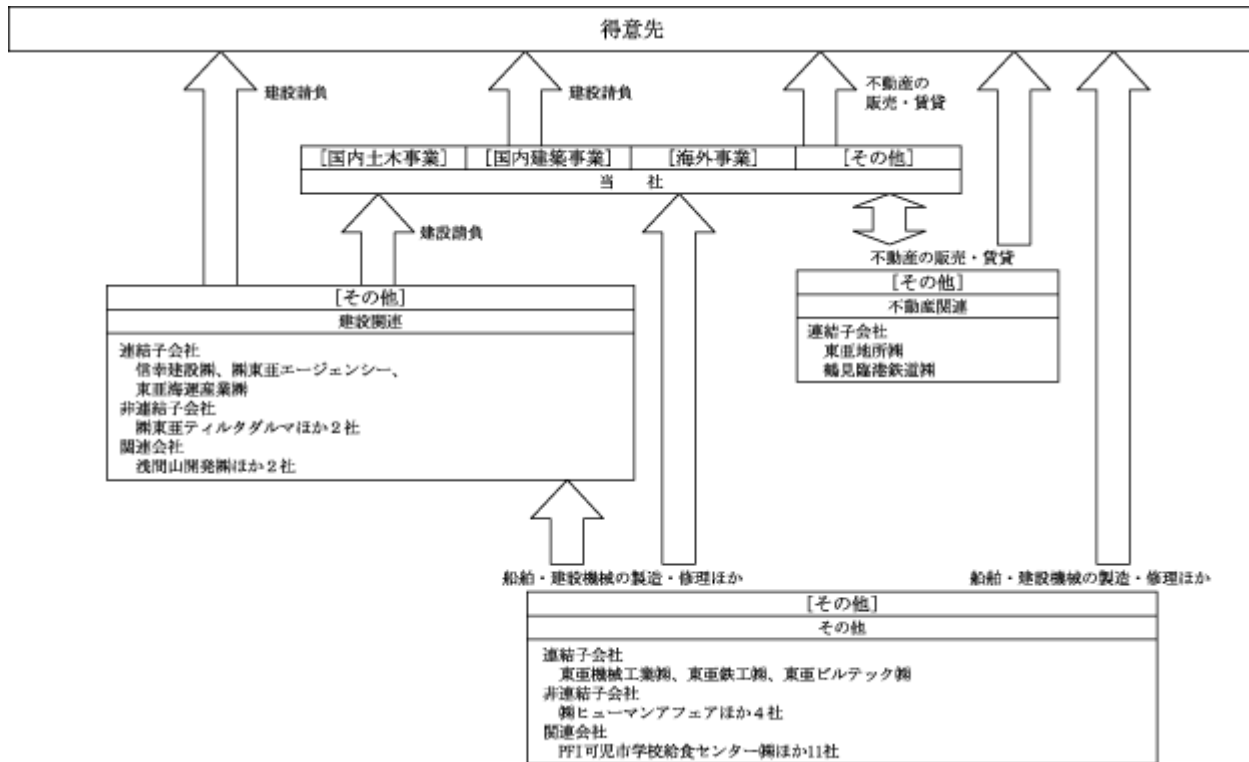 得意先
建設請負
建設請負
不動産の
販売・賃貸
[国内土木事業] [国内建築事業] [海外事業] [その他]
当　社
建設請負
不動産の販売・賃貸
[その他]
建設関連
連結子会社
信幸建設㈱、㈱東亜エージェンシー、
東亜海運産業㈱
非連結子会社
㈱東亜ティルタダルマほか２社
関連会社
浅間山開発㈱ほか２社
[その他]
不動産関連
連結子会社
東亜地所㈱
鶴見臨港鉄道㈱
船舶・建設機械の製造・修理ほか
船舶・建設機械の製造・修理ほか
[その他]
その他
連結子会社
東亜機械工業㈱、東亜鉄工㈱、東亜ビルテック㈱
非連結子会社
㈱ヒューマンアフェアほか４社
関連会社
PFI可児市学校給食センター㈱ほか11社